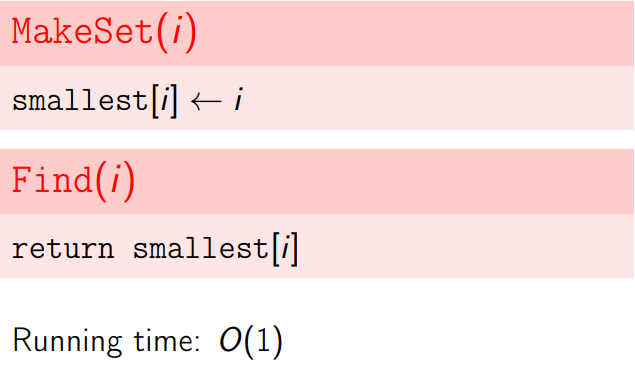 MakeSet(i)
smallest[i] ← i
Find(i)
return smallest[i]
Running time: O(1)